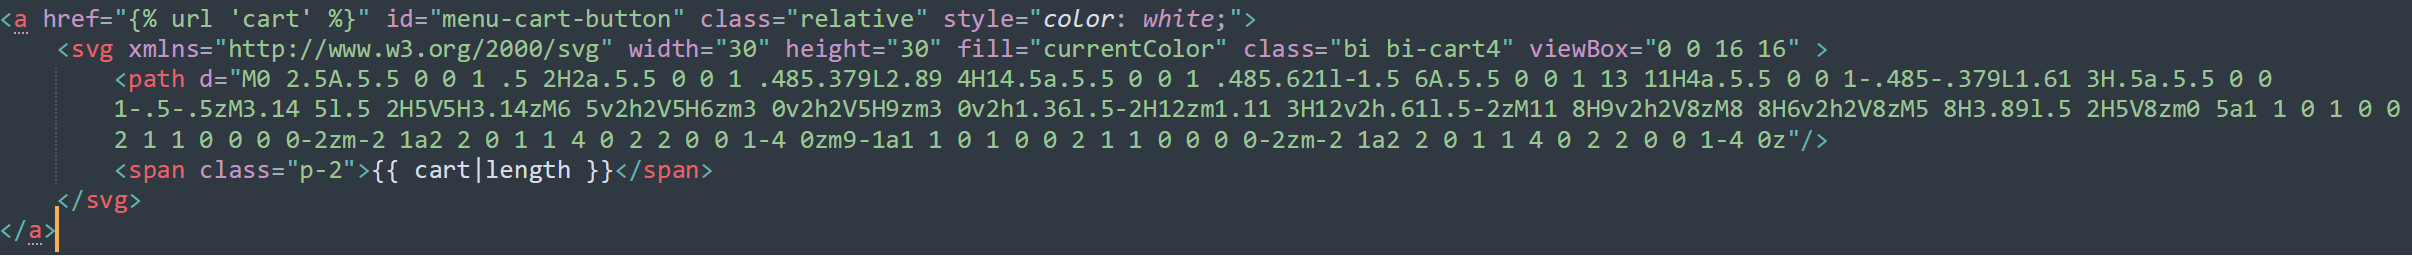 <a href="{% url 'cart' %}" id="menu-cart-button" class="relative" style="color: white;">
    <svg xmlns="http://www.w3.org/2000/svg" width="30" height="30" fill="currentColor" class="bi bi-cart4" viewBox="0 0 16 16" >
        <path d="M0 2.5A.5.5 0 0 1 .5 2H2a.5.5 0 0 1 .485.379L2.89 4H14.5a.5.5 0 0 1 .485.621l-1.5 6A.5.5 0 0 1 13 11H4a.5.5 0 0 1-.485-.379L1.61 3H.5a.5.5 0 0
        1-.5-.5zM3.14 5l.5 2H5V5H3.14zM6 5v2h2V5H6zm3 0v2h2V5H9zm3 0v2h1.36l.5-2H12zm1.11 3H12v2h.61l.5-2zM11 8H9v2h2V8zM8 8H6v2h2V8zM5 8H3.89l.5 2H5V8zm0 5a1 1 0 1 0 0
        2 1 1 0 0 0 0-2zm-2 1a2 2 0 1 1 4 0 2 2 0 0 1-4 0zm9-1a1 1 0 1 0 0 2 1 1 0 0 0 0-2zm-2 1a2 2 0 1 1 4 0 2 2 0 0 1-4 0z"/>
        <span class="p-2">{{ cart|length }}</span>
    </svg>
</a>